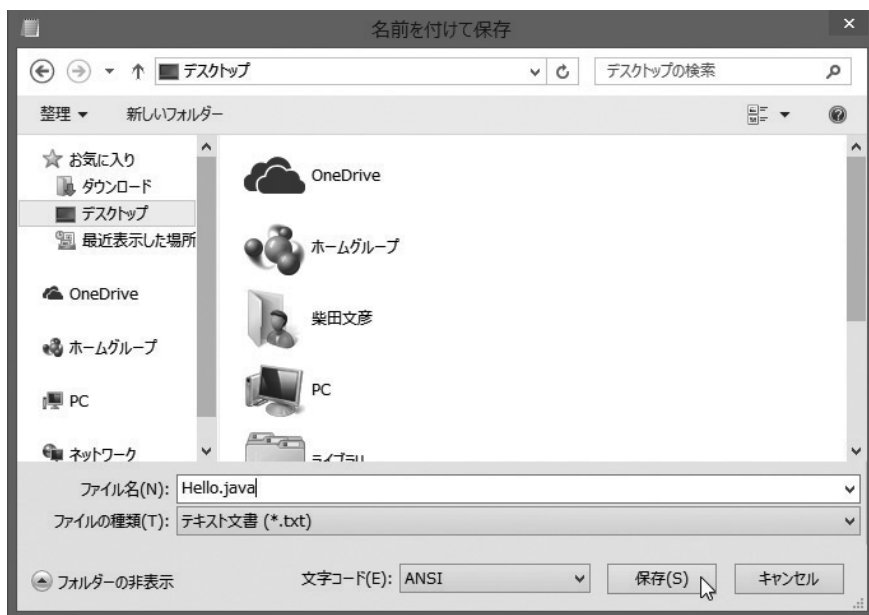 名前を付けて保存
デスクトップ
デスクトップの検索
整理
新しいフォルダー
お気に入り
ダウンロード
デスクトップ
最近表示した場所
OneDrive
ホームグループ
PC
ネットワーク
OneDrive
ホームグループ
柴田文彦
PC
ライブラリ
ファイル名(N): Hello.java
ファイルの種類(T): テキスト文書 (*.txt)
フォルダーの非表示
文字コード(E): ANSI
保存(S)
キャンセル